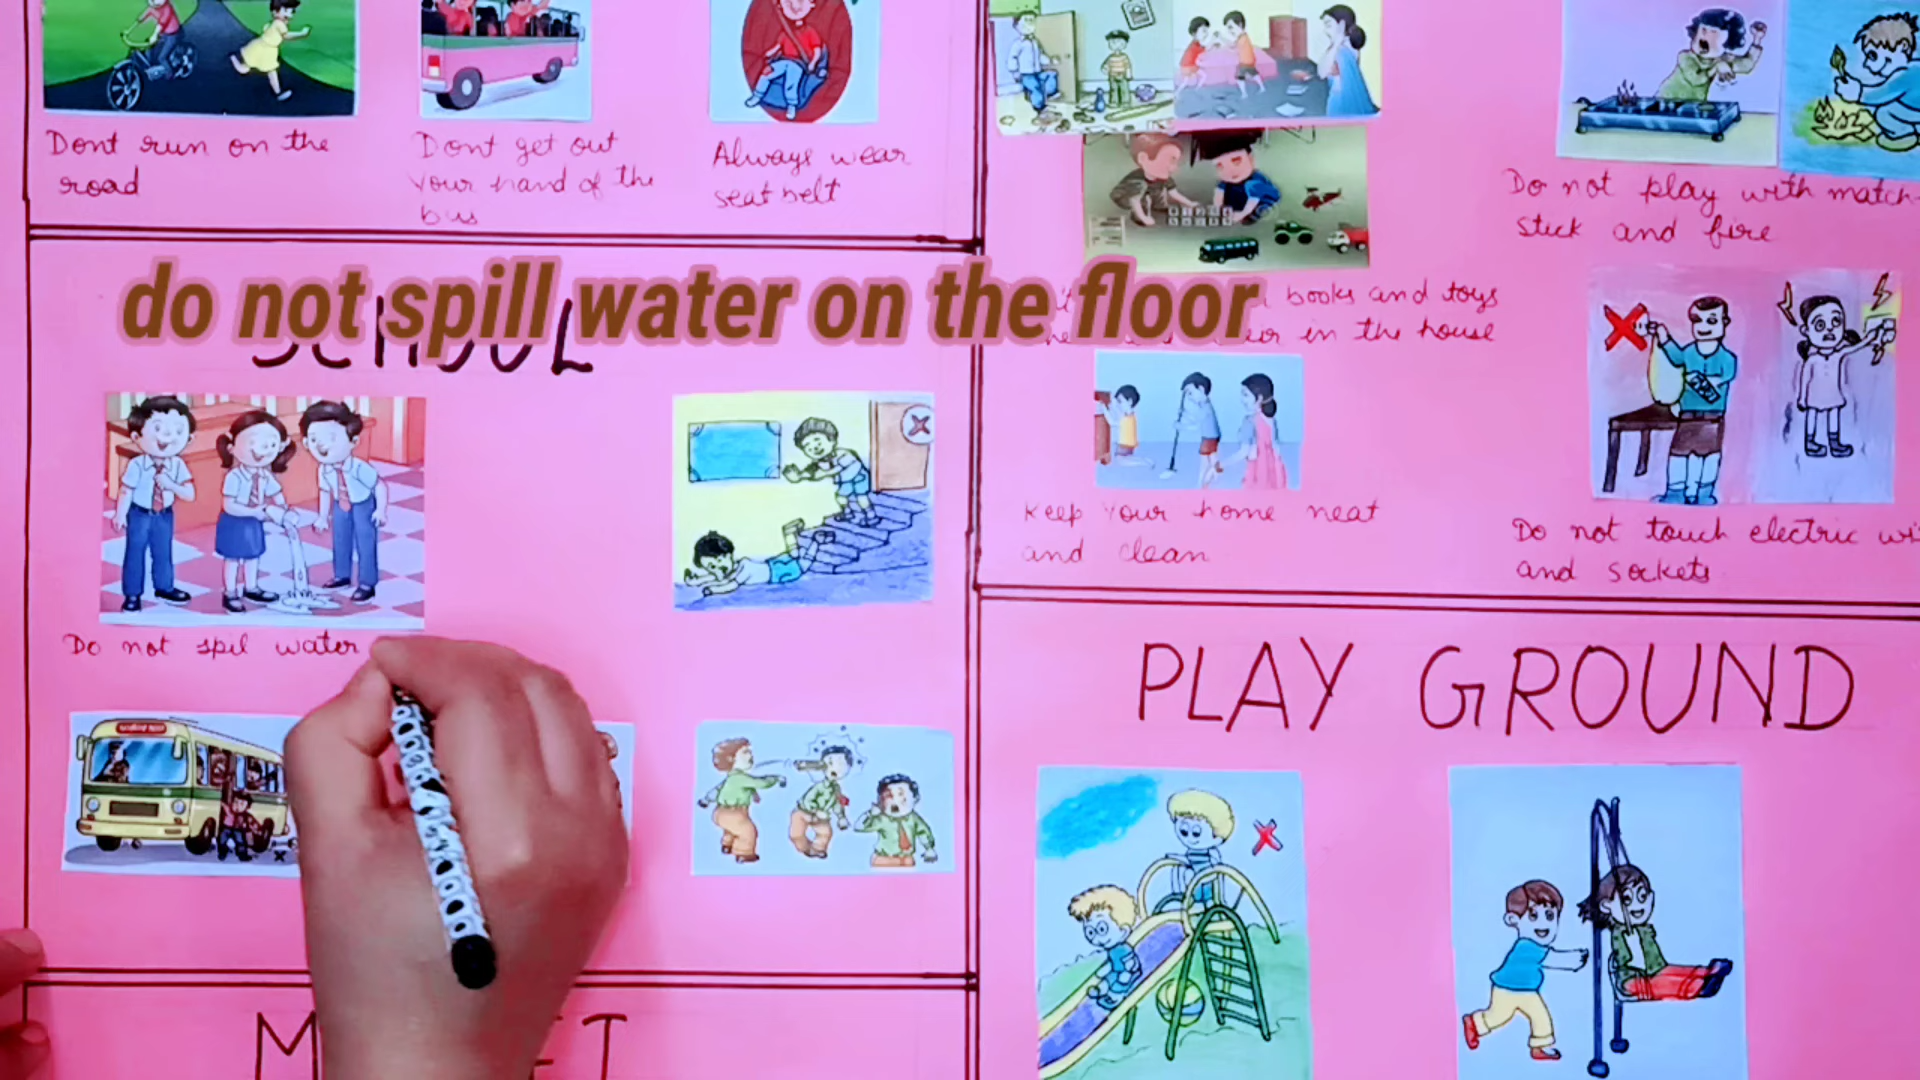 Dont run on the
road
Dont get out
your hand of the
bus
Always wear
seat belt
do not spill water on the floor
SCHOOL
Do not spil water
books and toys
in the house
Keep your home neat
and clean
Do not play with match-
stick and fire
Do not touch electric
and sockets
PLAY GROUND